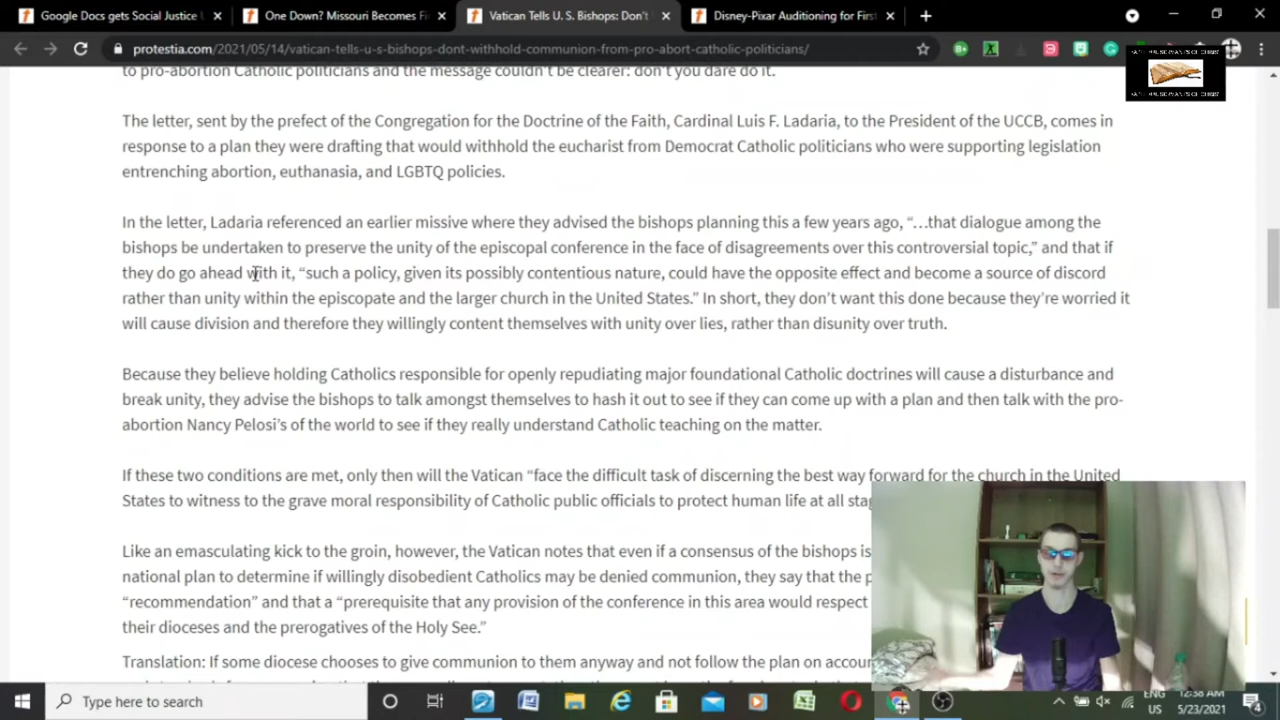 Google Docs gets Social Justice
One Down? Missouri Becomes Fi
Vatican Tells U. S. Bishops: Don't
Disney-Pixar Auditioning for First
protestia.com/2021/05/14/vatican-tells-u-s-bishops-dont-withhold-communion-from-pro-abort-catholic-politicians/
to pro-abortion Catholic politicians and the message couldn't be clearer: don't you dare do it.
The letter, sent by the prefect of the Congregation for the Doctrine of the Faith, Cardinal Luis F. Ladaria, to the President of the UCCB, comes in
response to a plan they were drafting that would withhold the eucharist from Democrat Catholic politicians who were supporting legislation
entrenching abortion, euthanasia, and LGBTQ policies.
In the letter, Ladaria referenced an earlier missive where they advised the bishops planning this a few years ago, “…that dialogue among the
bishops be undertaken to preserve the unity of the episcopal conference in the face of disagreements over this controversial topic,” and that if
they do go ahead with it, “such a policy, given its possibly contentious nature, could have the opposite effect and become a source of discord
rather than unity within the episcopate and the larger church in the United States.” In short, they don’t want this done because they’re worried it
will cause division and therefore they willingly content themselves with unity over lies, rather than disunity over truth.
Because they believe holding Catholics responsible for openly repudiating major foundational Catholic doctrines will cause a disturbance and
break unity, they advise the bishops to talk amongst themselves to hash it out to see if they can come up with a plan and then talk with the pro-
abortion Nancy Pelosi’s of the world to see if they really understand Catholic teaching on the matter.
If these two conditions are met, only then will the Vatican “face the difficult task of discerning the best way forward for the church in the United
States to witness to the grave moral responsibility of Catholic public officials to protect human life at all stag
Like an emasculating kick to the groin, however, the Vatican notes that even if a consensus of the bishops is
national plan to determine if willingly disobedient Catholics may be denied communion, they say that the p
“recommendation” and that a “prerequisite that any provision of the conference in this area would respect
their dioceses and the prerogatives of the Holy See.”
Translation: If some diocese chooses to give communion to them anyway and not follow the plan on accour
Type here to search
ENG
US
12:38 AM
5/23/2021
4